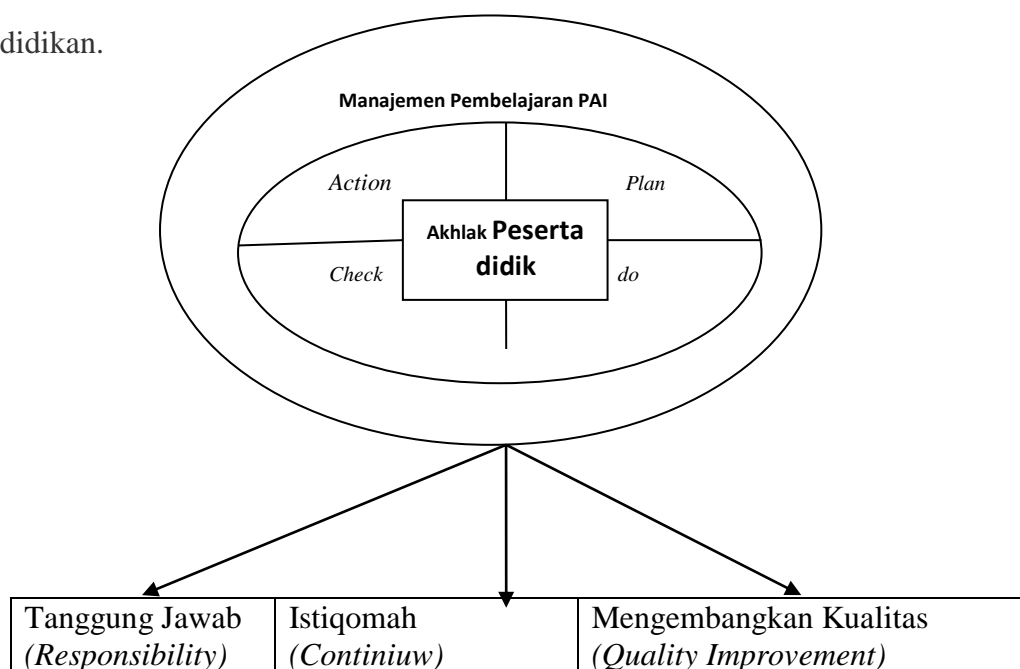 didikan.
Manajemen Pembelajaran PAI
Action
Plan
Akhlak Peserta
didik
Check
do
Tanggung Jawab
(Responsibility)
Istiqomah
(Continiuw)
Mengembangkan Kualitas
(Quality Improvement)